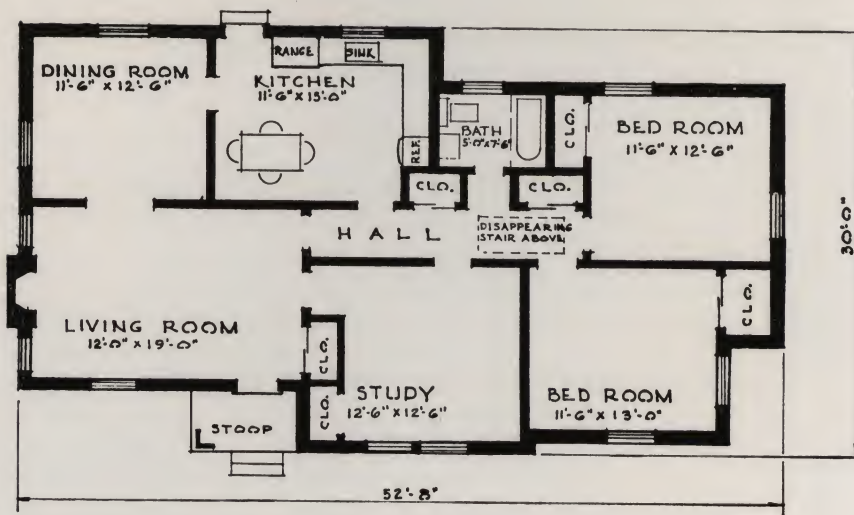 RANGE
SINK
DINING ROOM
11'-6" X 12'-6"
KITCHEN
11'-6" X 13'-0"
REF.
BATH
5'-0" X 7'-6"
CLO.
BED ROOM
11'-6" X 12'-6"
CLO.
CLO.
HALL
DISAPPEARING
STAIR ABOVE
30'-0"
LIVING ROOM
12'-0" X 19'-0"
CLO.
CLO.
STUDY
12'-6" X 12'-6"
BED ROOM
11'-6" X 13'-0"
CLO.
STOOP
52'-8"